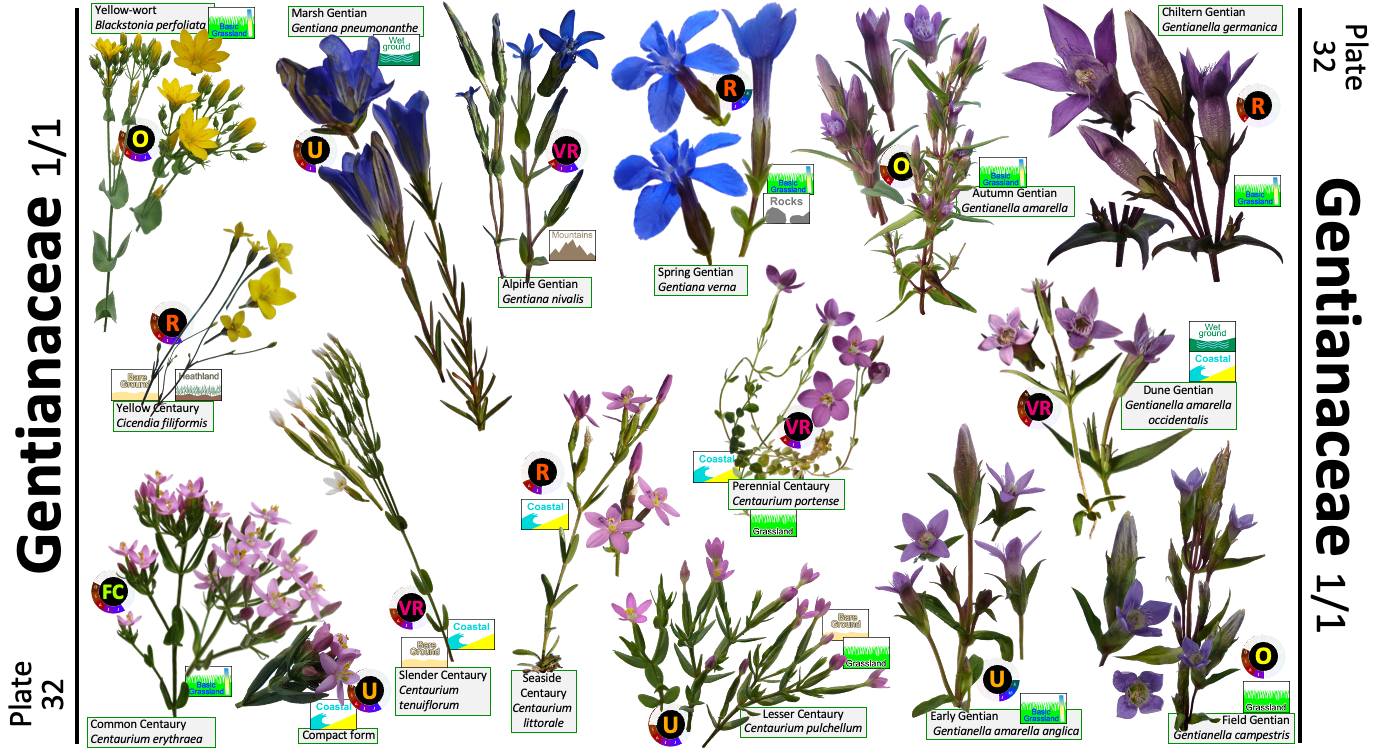 Gentianaceae 1/1
Plate
32
Yellow-wort
Blackstonia perfoliata
Basic
Grassland
O
Marsh Gentian
Gentiana pneumonanthe
Wet
ground
U
VR
Mountains
Alpine Gentian
Gentiana nivalis
R
Basic
Grassland
Rocks
Spring Gentian
Gentiana verna
O
Basic
Grassland
Autumn Gentian
Gentianella amarella
Chiltern Gentian
Gentianella germanica
R
Basic
Grassland
Plate
32
Gentianaceae 1/1
R
Bare
Ground
Heathland
Yellow Centaury
Cicendia filiformis
VR
Bare
Ground
Coastal
Slender Centaury
Centaurium
tenuiflorum
R
Coastal
Seaside
Centaury
Centaurium
littorale
VR
Coastal
Perennial Centaury
Centaurium portense
Grassland
VR
Wet
ground
Coastal
Dune Gentian
Gentianella amarella
occidentalis
FC
Basic
Grassland
Common Centaury
Centaurium erythraea
U
Coastal
Compact form
U
Bare
Ground
Grassland
Lesser Centaury
Centaurium pulchellum
U
Basic
Grassland
Early Gentian
Gentianella amarella anglica
O
Grassland
Field Gentian
Gentianella campestris